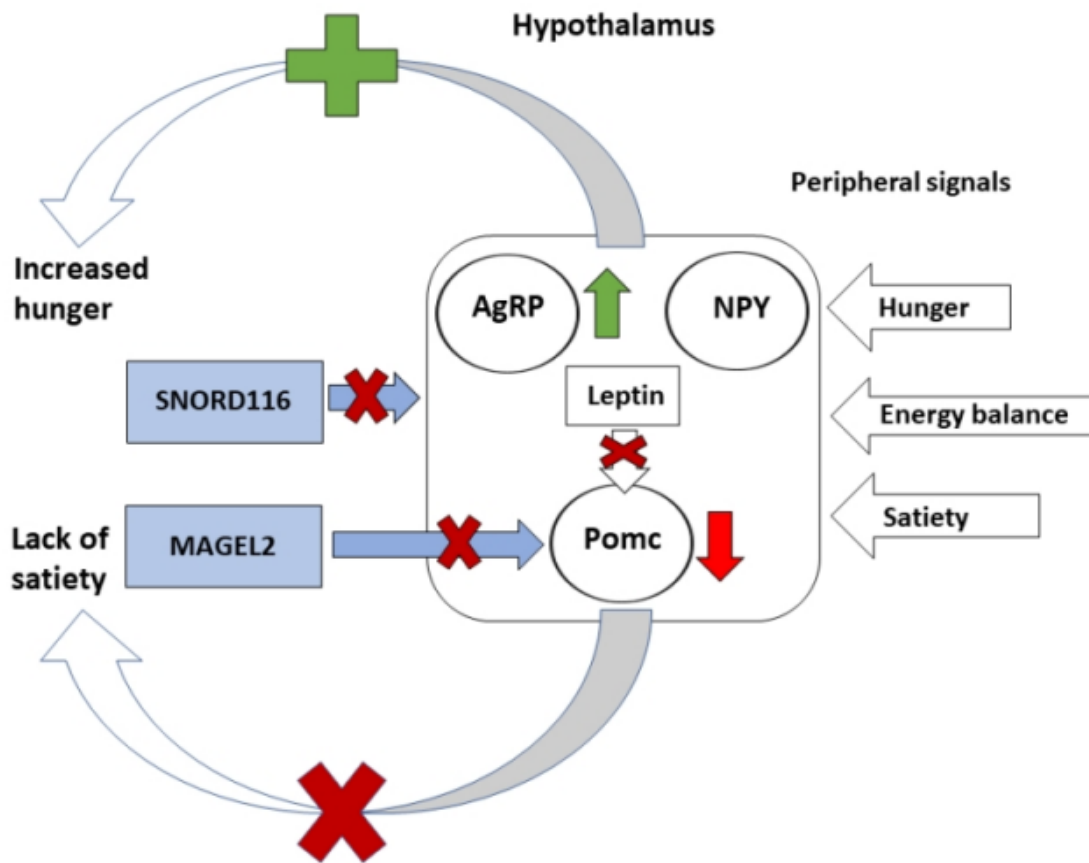 Hypothalamus
Peripheral signals
Increased
hunger
AgRP
NPY
Hunger
SNORD116
Leptin
Energy balance
Lack of
satiety
MAGEL2
Pomc
Satiety